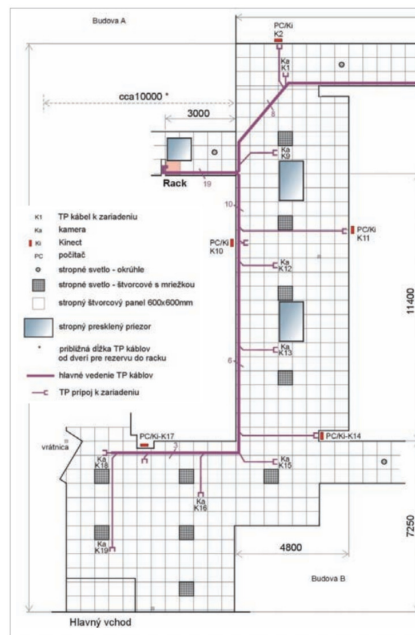 Budova A
PC/Ki
K2
Ka
K1
cca10000 *
3000
8
Ka
K9
Rack
19
10
K1 TP kábel k zariadeniu
Ka kamera
Ki Kinect
PC počítač
stropné svetlo - okrúhle
stropné svetlo - štvorcové s mriežkou
stropný štvorcový panel 600x600mm
stropný presklený priezor
* približná dĺžka TP káblov
od dverí pre rezervu do racku
hlavné vedenie TP káblov
TP prípoj k zariadeniu
PC/Ki
K10
PC/Ki
K11
Ka
K12
11400
6
Ka
K13
PC/Ki-K17
PC/Ki-K14
vrátnica
Ka
K18
Ka
K15
Ka
K16
Ka
K19
7250
4800
Budova B
Hlavný vchod